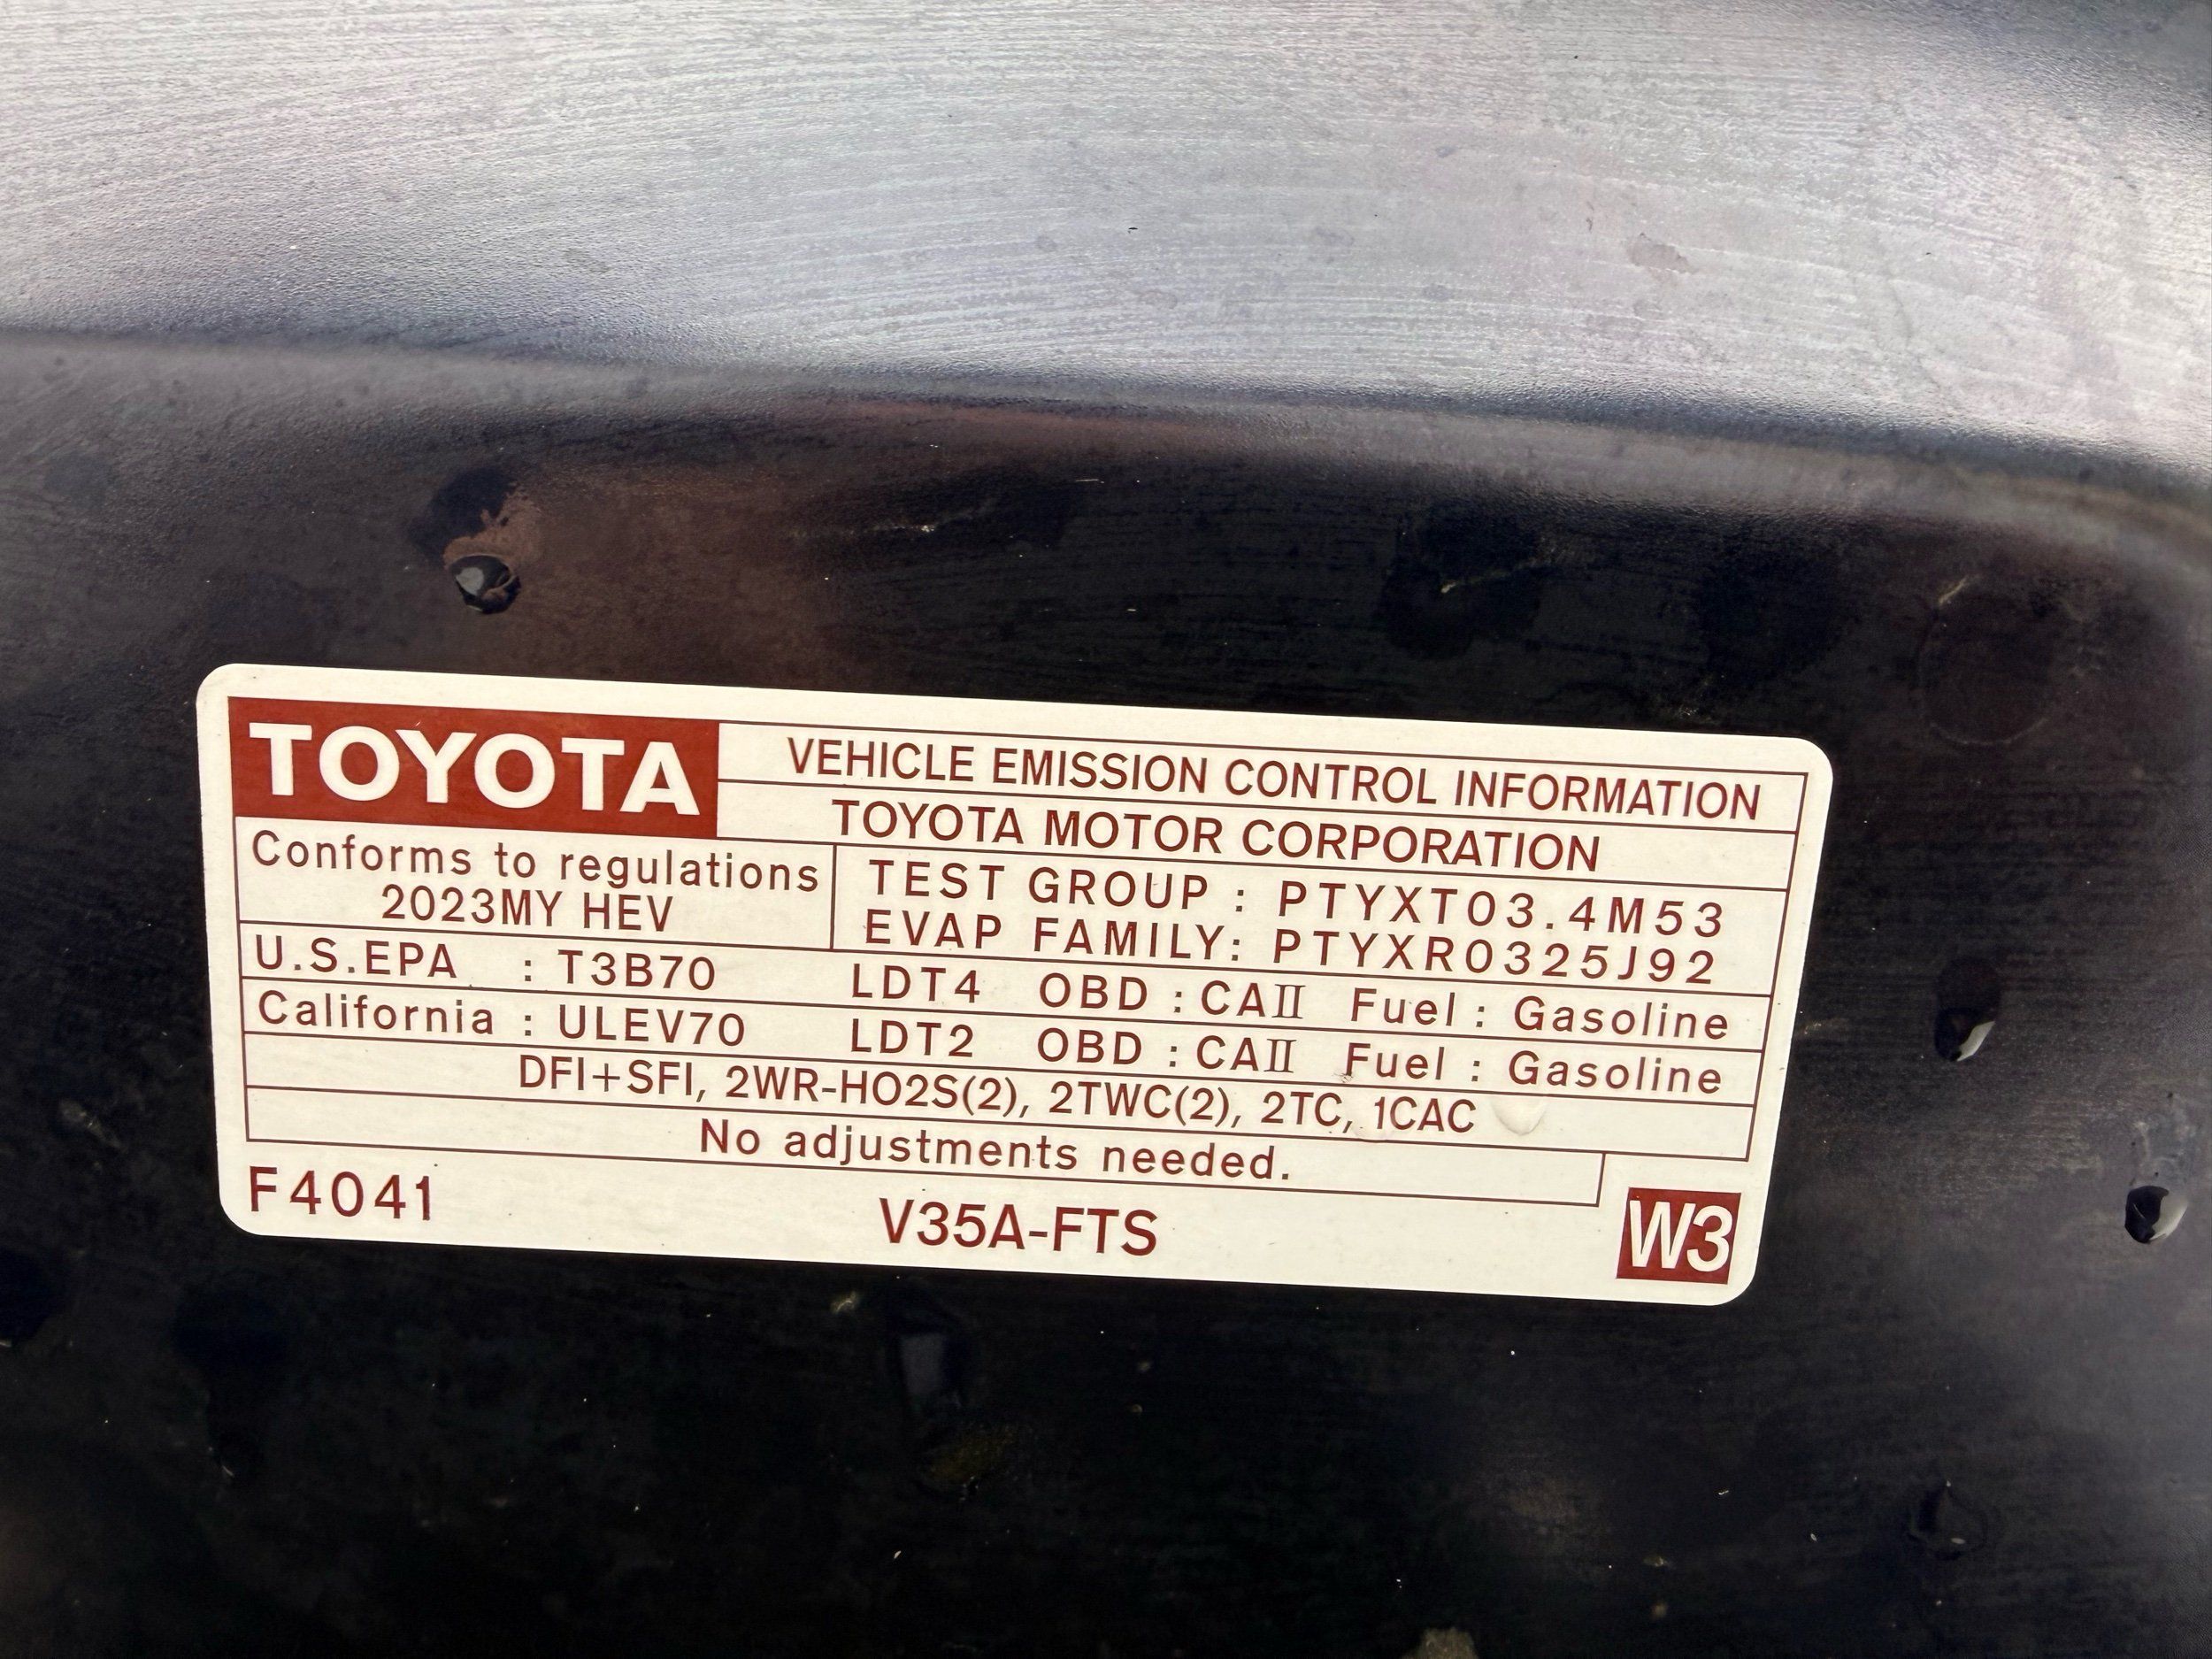 TOYOTA
VEHICLE EMISSION CONTROL INFORMATION
TOYOTA MOTOR CORPORATION
Conforms to regulations
2023MY HEV
TEST GROUP : PTYXT03.4M53
EVAP FAMILY: PTYXR0325J92
U.S.EPA : T3B70 LDT4 OBD : CAⅡ Fuel : Gasoline
California : ULEV70 LDT2 OBD : CAⅡ Fuel : Gasoline
DFI+SFI, 2WR-HO2S(2), 2TWC(2), 2TC, 1CAC
No adjustments needed.
F4041
V35A-FTS
W3